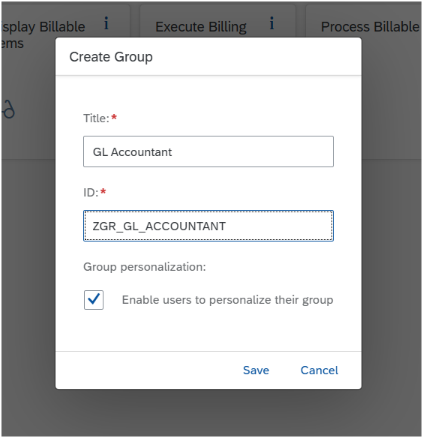 splay Billable
ems
i
Execute Billing
i
Process Billable
Create Group
Title:*
GL Accountant
ID:*
ZGR_GL_ACCOUNTANT
Group personalization:
Enable users to personalize their group
Save
Cancel